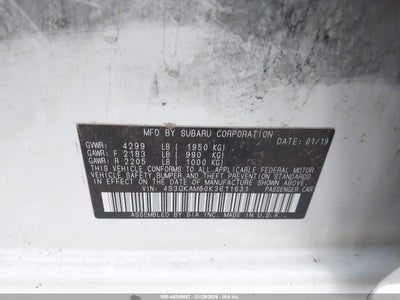 MFD BY SUBARU CORPORATION
GVWR: 4299 LB ( 1950 KG) DATE: 01/19
GAWR: F 2183 LB ( 990 KG)
GAWR: R 2205 LB ( 1000 KG)
THIS VEHICLE CONFORMS TO ALL APPLICABLE FEDERAL MOTOR
VEHICLE SAFETY, BUMPER, AND THEFT PREVENTION STANDARDS
IN EFFECT ON THE DATE OF MANUFACTURE SHOWN ABOVE.
VIN: 4S3GKAM60K3611631 PASSENGER CAR
ASSEMBLED BY SIA INC. MADE IN U.S.A.